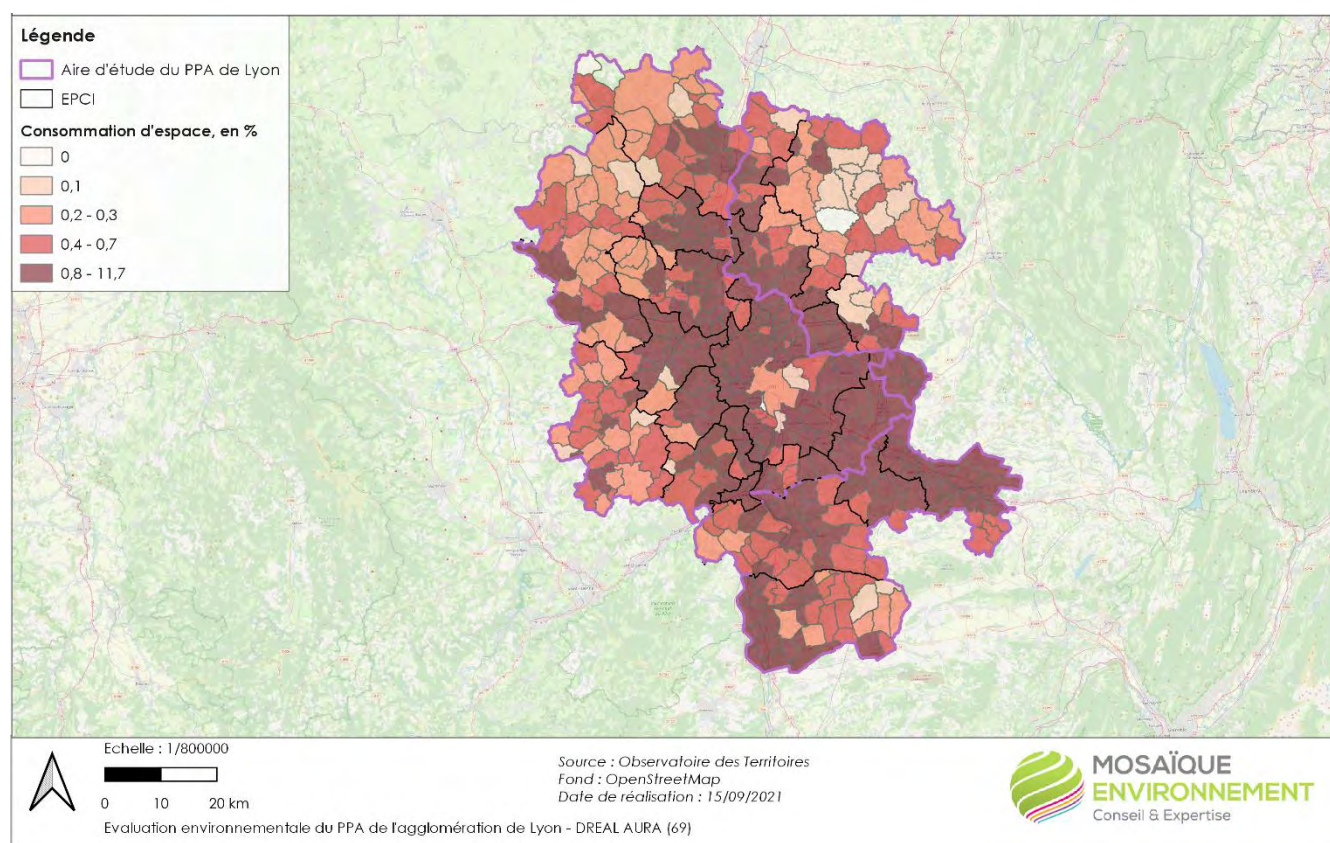 Légende
Aire d'étude du PPA de Lyon
EPCI
Consommation d'espace, en %
0
0,1
0,2 - 0,3
0,4 - 0,7
0,8 - 11,7
Echelle : 1/800000
0 10 20 km
Source : Observatoire des Territoires
Fond : OpenStreetMap
Date de réalisation : 15/09/2021
Evaluation environnementale du PPA de l'agglomération de Lyon - DREAL AURA (69)
MOSAÏQUE
ENVIRONNEMENT
Conseil & Expertise